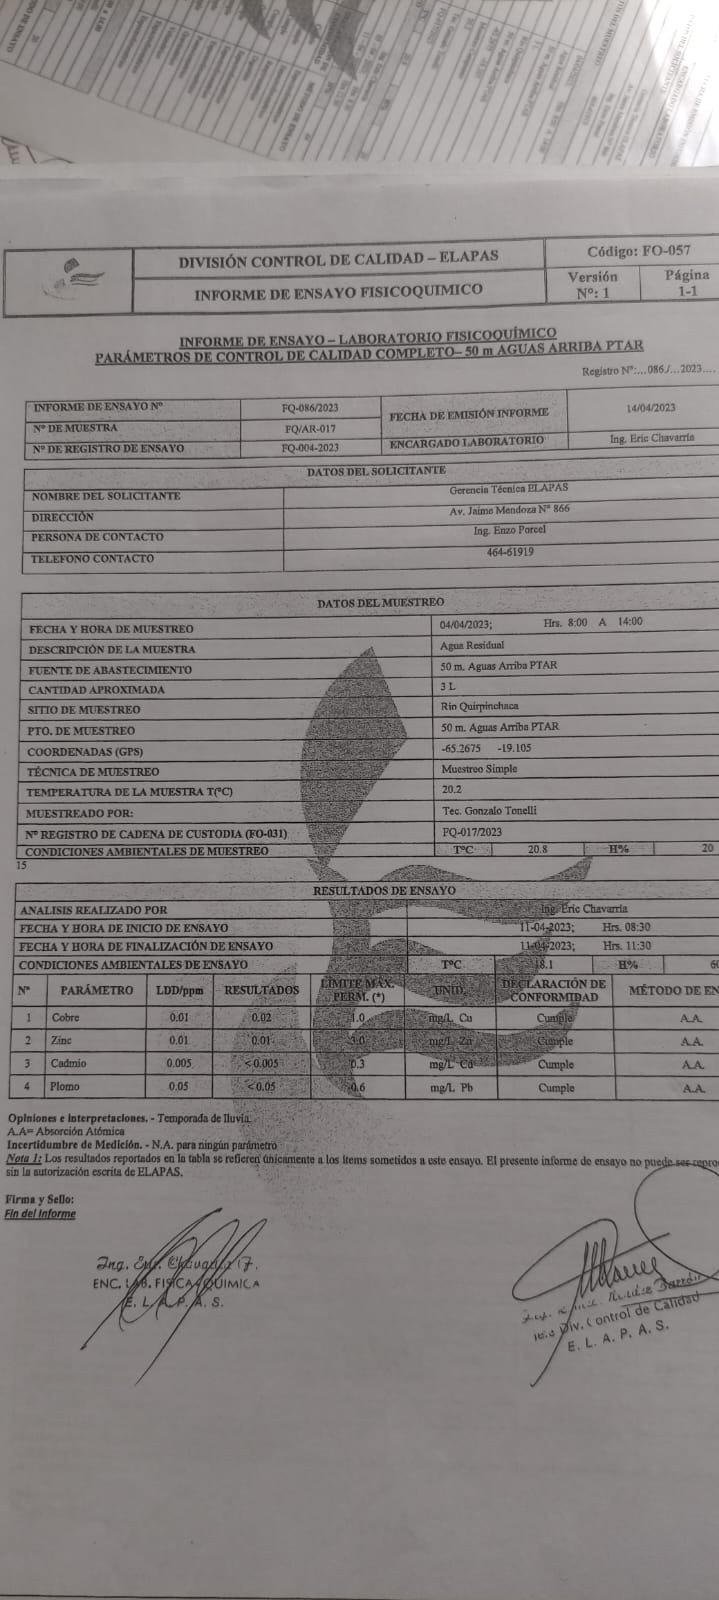 DIVISIÓN CONTROL DE CALIDAD – ELAPAS
Código: FO-057
INFORME DE ENSAYO FISICOQUIMICO
Versión Nº: 1
Página 1-1
INFORME DE ENSAYO – LABORATORIO FISICOQUÍMICO
PARÁMETROS DE CONTROL DE CALIDAD COMPLETO– 50 m AGUAS ARRIBA PTAR
Registro Nº:...086./...2023....
INFORME DE ENSAYO Nº FQ-086/2023 FECHA DE EMISIÓN INFORME 14/04/2023
Nº DE MUESTRA FQ/AR-017
Nº DE REGISTRO DE ENSAYO FQ-004-2023 ENCARGADO LABORATORIO Ing. Eric Chavarría
DATOS DEL SOLICITANTE
NOMBRE DEL SOLICITANTE Gerencia Técnica ELAPAS
DIRECCIÓN Av. Jaime Mendoza Nº 866
PERSONA DE CONTACTO Ing. Enzo Porcel
TELEFONO CONTACTO 464-61919
DATOS DEL MUESTREO
FECHA Y HORA DE MUESTREO 04/04/2023; Hrs. 8:00 A 14:00
DESCRIPCIÓN DE LA MUESTRA Agua Residual
FUENTE DE ABASTECIMIENTO 50 m. Aguas Arriba PTAR
CANTIDAD APROXIMADA 3 L
SITIO DE MUESTREO Rio Quirpinchaca
PTO. DE MUESTREO 50 m. Aguas Arriba PTAR
COORDENADAS (GPS) -65.2675 -19.105
TÉCNICA DE MUESTREO Muestreo Simple
TEMPERATURA DE LA MUESTRA T(ºC) 20.2
MUESTREADO POR: Tec. Gonzalo Tonelli
Nº REGISTRO DE CADENA DE CUSTODIA (FO-031) FQ-017/2023
CONDICIONES AMBIENTALES DE MUESTREO TºC 20.8 H% 20
15
RESULTADOS DE ENSAYO
ANALISIS REALIZADO POR Ing. Eric Chavarría
FECHA Y HORA DE INICIO DE ENSAYO 11-04-2023; Hrs. 08:30
FECHA Y HORA DE FINALIZACIÓN DE ENSAYO 11-04-2023; Hrs. 11:30
CONDICIONES AMBIENTALES DE ENSAYO TºC 18.1 H%
Nº PARÁMETRO LDD/ppm RESULTADOS LÍMITE MÁX. PERM. (*) UNID. DECLARACIÓN DE CONFORMIDAD MÉTODO DE EN
1 Cobre 0.01 0.02 1.0 mg/L Cu Cumple A.A.
2 Zinc 0.01 0.01 3.0 mg/L Zn Cumple A.A.
3 Cadmio 0.005 <0.005 0.3 mg/L Cd Cumple A.A.
4 Plomo 0.05 <0.05 0.6 mg/L Pb Cumple A.A.
Opiniones e interpretaciones. - Temporada de lluvia.
A.A= Absorción Atómica
Incertidumbre de Medición. - N.A. para ningún parámetro
Nota 1: Los resultados reportados en la tabla se refieren únicamente a los ítems sometidos a este ensayo. El presente informe de ensayo no puede ser repro
sin la autorización escrita de ELAPAS.
Firma y Sello:
Fin del Informe
ENC. LAB. FISICA-QUIMICA
E. L. A. P. A. S.
Div. Control de Calidad
E. L. A. P. A. S.